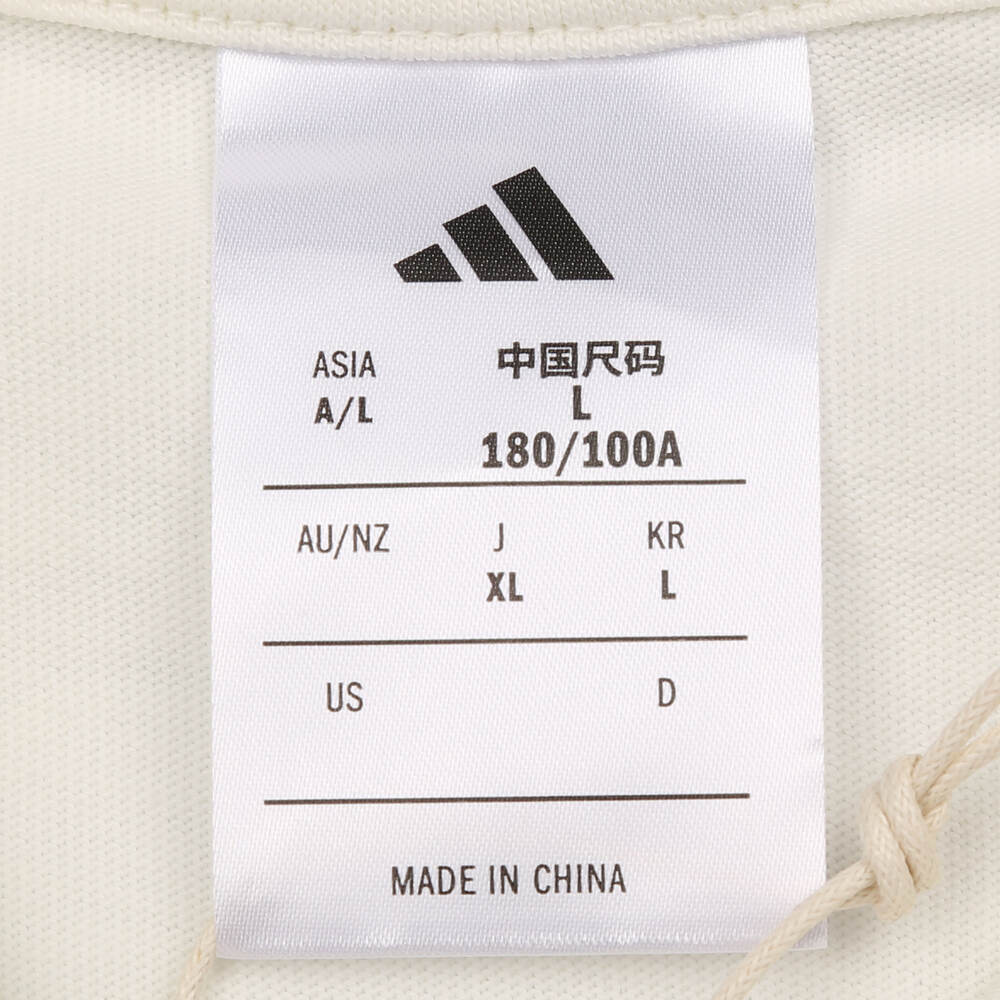 ASIA 中国尺码
A/L L
180/100A
AU/NZ J KR
XL L
US D
MADE IN CHINA